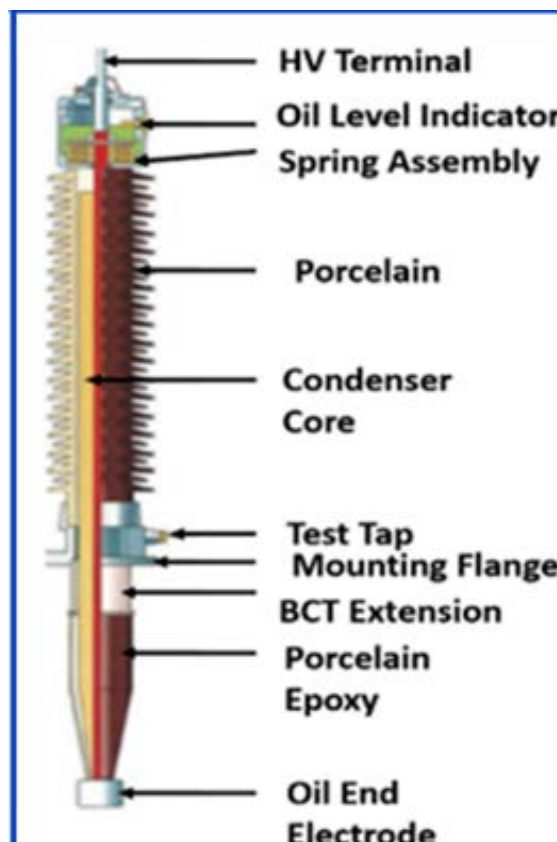 HV Terminal
Oil Level Indicator
Spring Assembly
Porcelain
Condenser
Core
Test Tap
Mounting Flange
BCT Extension
Porcelain
Epoxy
Oil End
Electrode